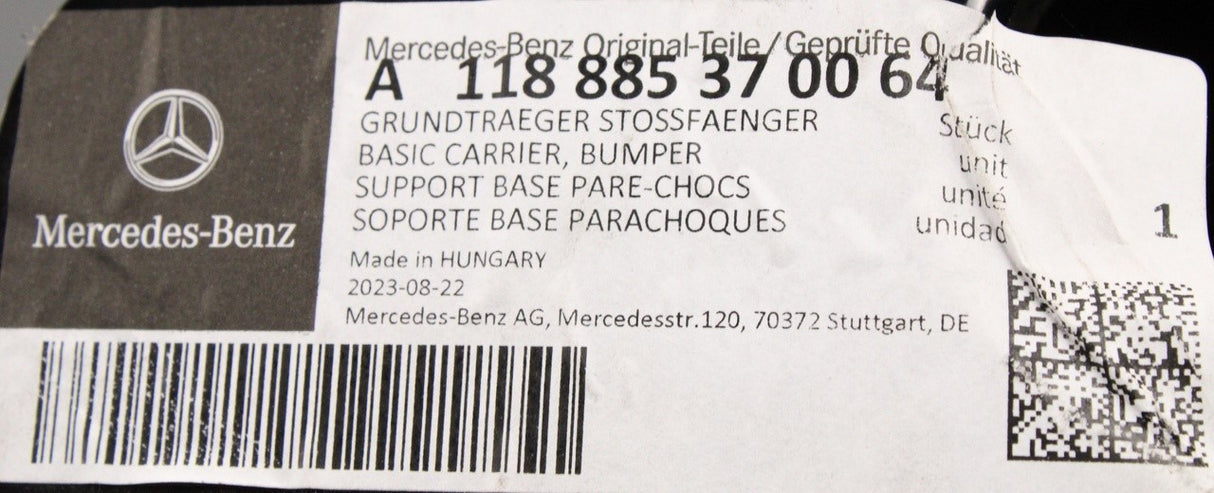 Mercedes-Benz
Mercedes-Benz Original-Teile/Geprüfte Qualität
A 118 885 37 00 64
GRUNDTRAEGER STOSSFAENGER
BASIC CARRIER, BUMPER
SUPPORT BASE PARE-CHOCS
SOPORTE BASE PARACHOQUES
Stück
unit
unité
unidad
1
Made in HUNGARY
2023-08-22
Mercedes-Benz AG, Mercedesstr.120, 70372 Stuttgart, DE